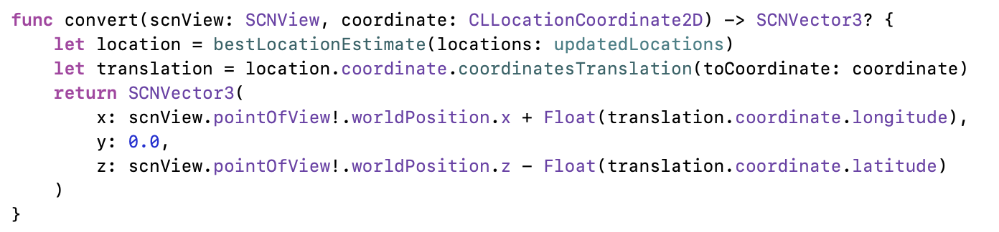 func convert(scnView: SCNView, coordinate: CLLocationCoordinate2D) -> SCNVector3? {
    let location = bestLocationEstimate(locations: updatedLocations)
    let translation = location.coordinate.coordinatesTranslation(toCoordinate: coordinate)
    return SCNVector3(
        x: scnView.pointOfView!.worldPosition.x + Float(translation.coordinate.longitude),
        y: 0.0,
        z: scnView.pointOfView!.worldPosition.z - Float(translation.coordinate.latitude)
    )
}